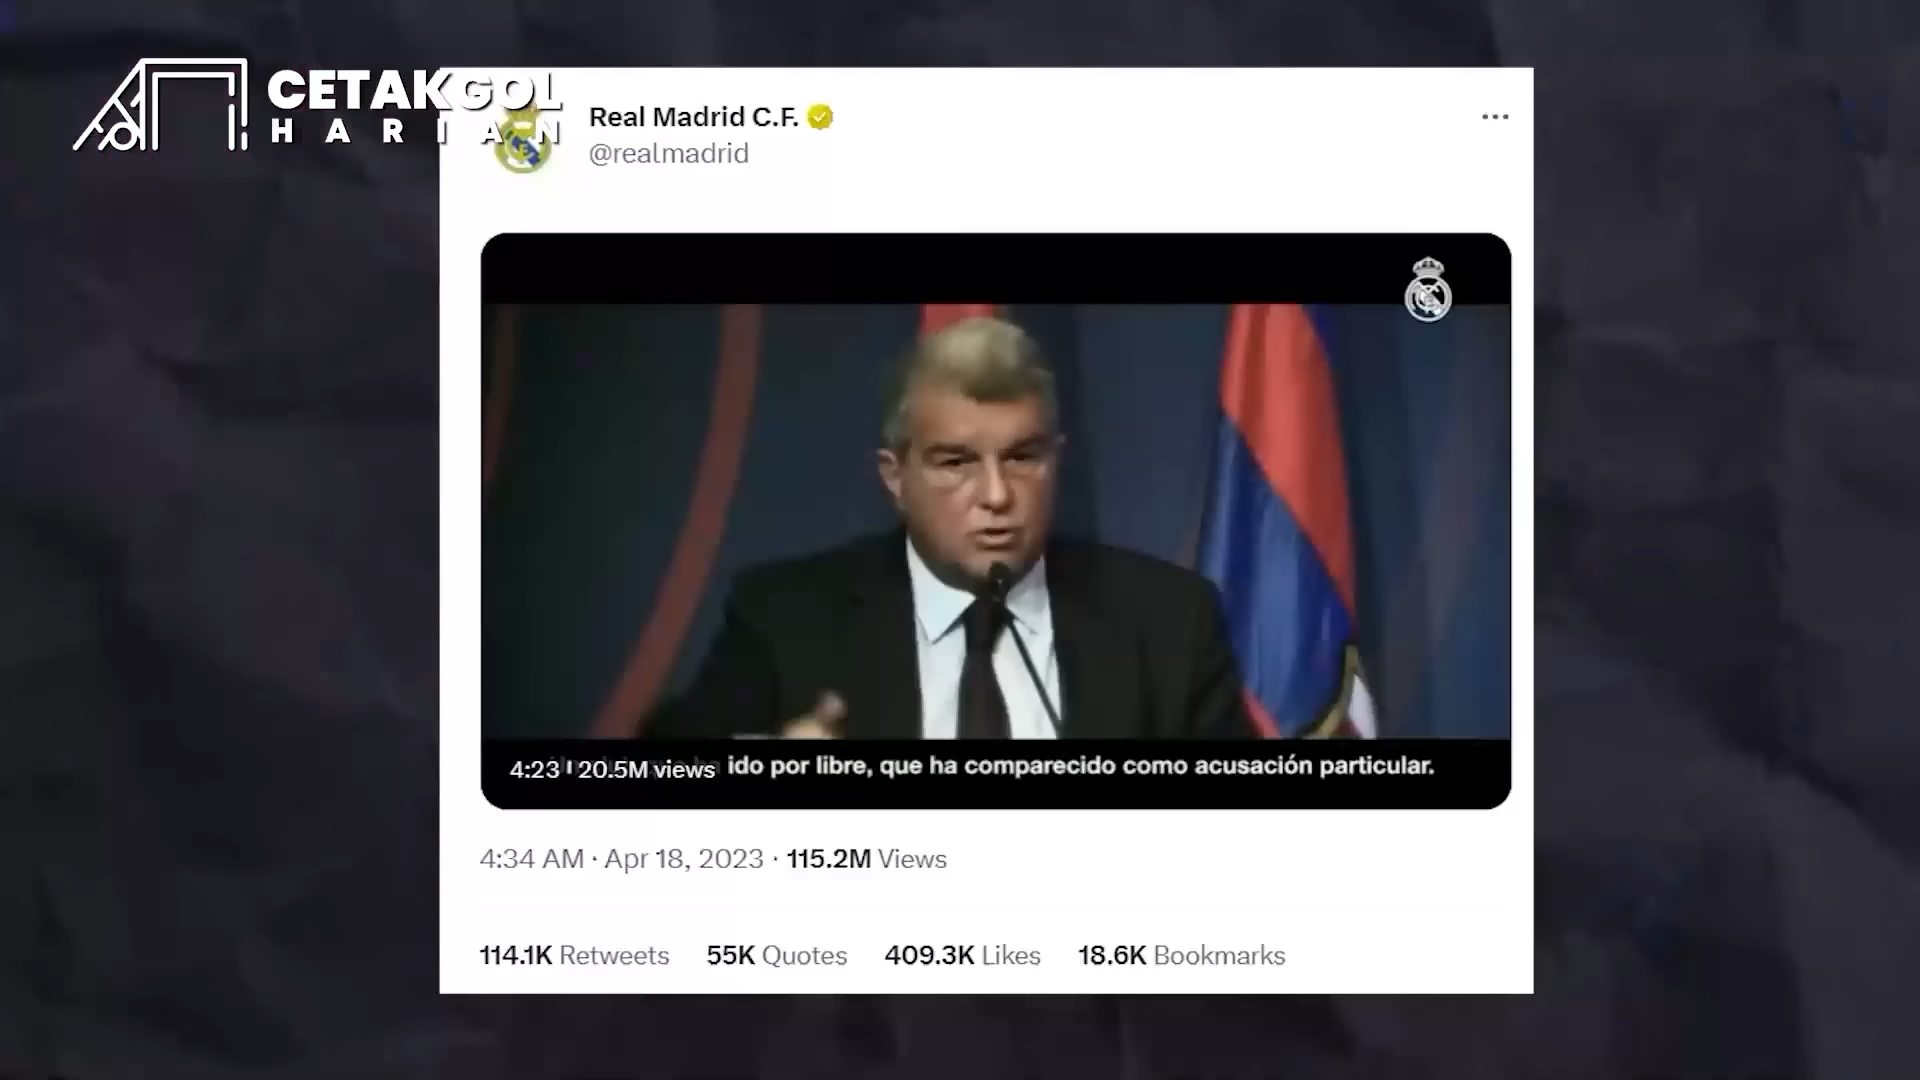 CETAKGOL
HARIAN
Real Madrid C.F.
@realmadrid
ido por libre, que ha comparecido como acusación particular.
4:23 20.5M views
4:34 AM · Apr 18, 2023 · 115.2M Views
114.1K Retweets 55K Quotes 409.3K Likes 18.6K Bookmarks